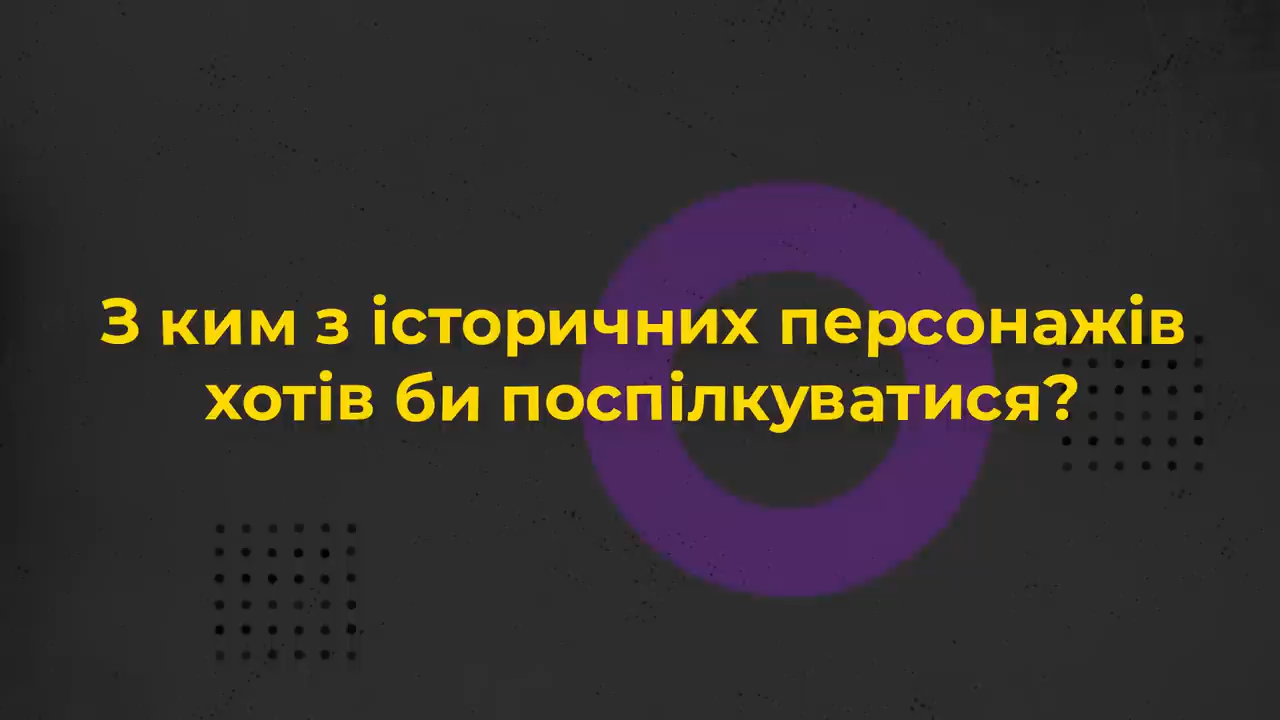 З ким з історичних персонажів
хотів би поспілкуватися?